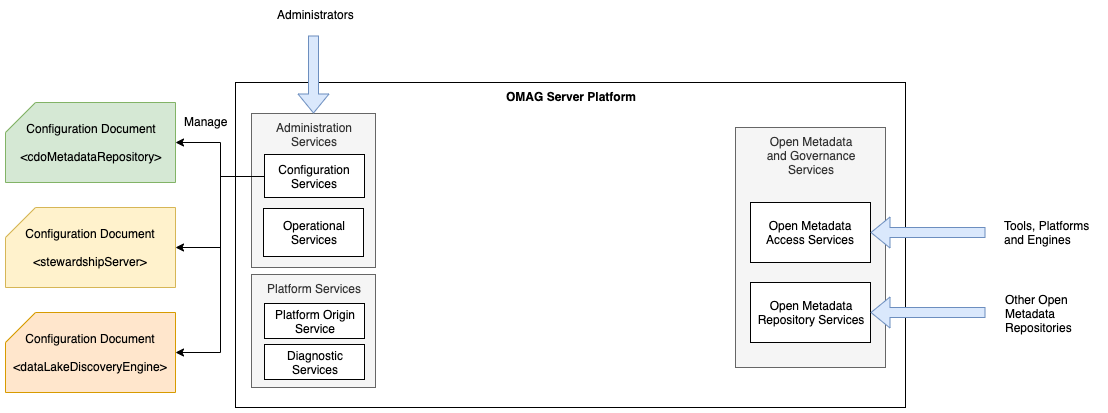 Administrators
OMAG Server Platform
Configuration Document
<cdoMetadataRepository>
Manage
Configuration Document
<stewardshipServer>
Configuration Document
<dataLakeDiscoveryEngine>
Administration
Services
Configuration
Services
Operational
Services
Platform Services
Platform Origin
Service
Diagnostic
Services
Open Metadata
and Governance
Services
Open Metadata
Access Services
Open Metadata
Repository Services
Tools, Platforms
and Engines
Other Open
Metadata
Repositories